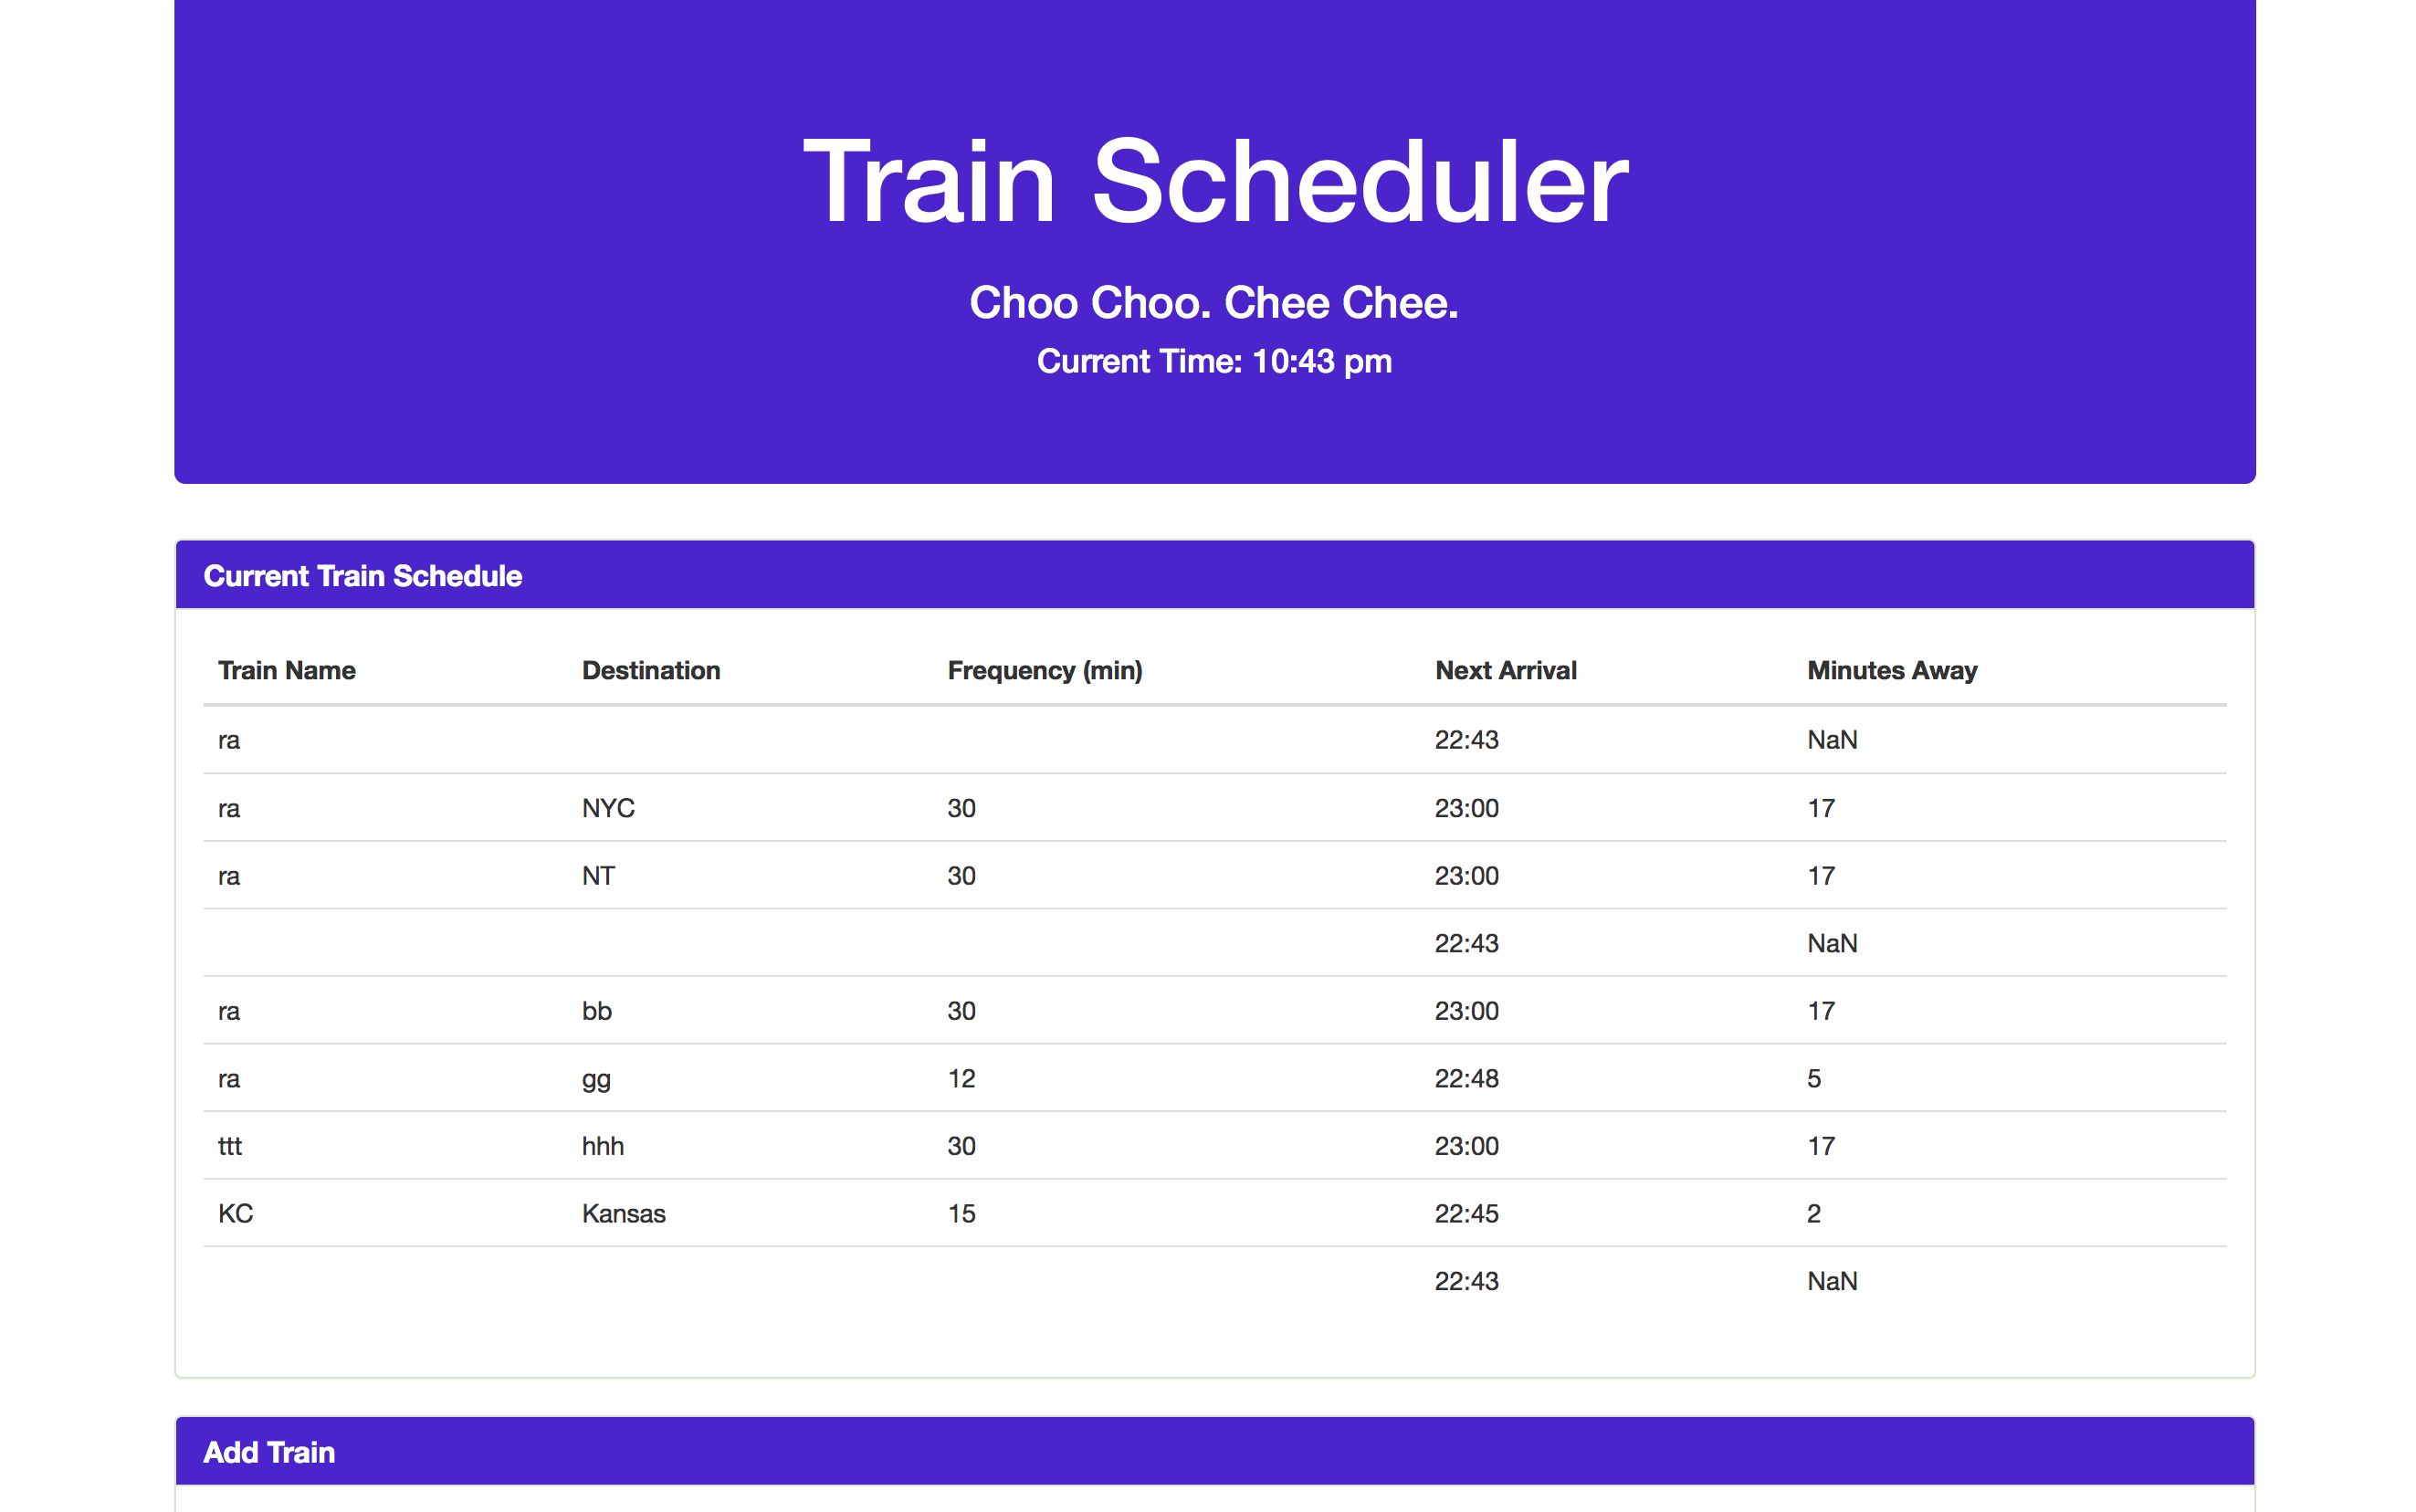 Train Scheduler
Choo Choo. Chee Chee.
Current Time: 10:43 pm
Current Train Schedule
Train Name Destination Frequency (min) Next Arrival Minutes Away
ra 22:43 NaN
ra NYC 30 23:00 17
ra NT 30 23:00 17
22:43 NaN
ra bb 30 23:00 17
ra gg 12 22:48 5
ttt hhh 30 23:00 17
KC Kansas 15 22:45 2
22:43 NaN
Add Train